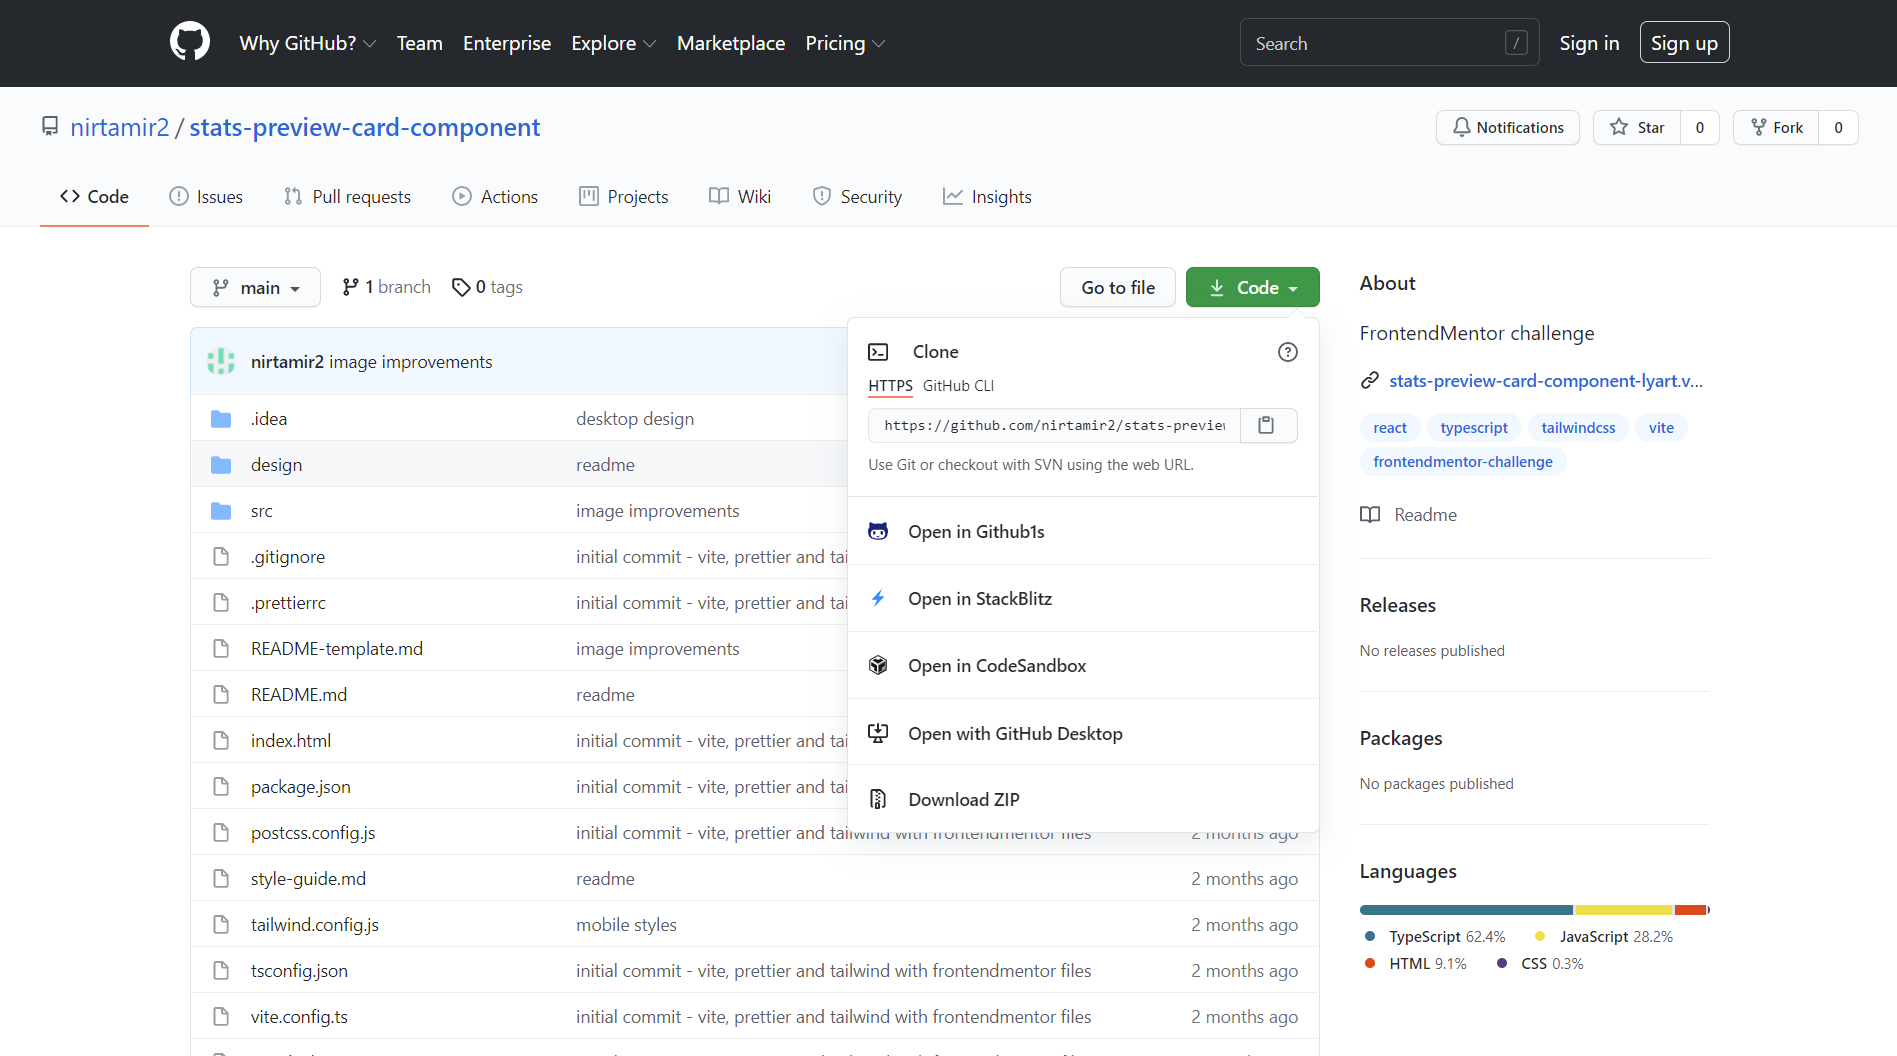 Why GitHub? Team Enterprise Explore Marketplace Pricing Search / Sign in Sign up
nirtamir2 / stats-preview-card-component Notifications Star 0 Fork 0
Code Issues Pull requests Actions Projects Wiki Security Insights
main 1 branch 0 tags Go to file Code
nirtamir2 image improvements
.idea desktop design
design readme
src image improvements
.gitignore initial commit - vite, prettier and tai
.prettierrc initial commit - vite, prettier and tai
README-template.md image improvements
README.md readme
index.html initial commit - vite, prettier and tai
package.json initial commit - vite, prettier and tai
postcss.config.js initial commit - vite, prettier and tailwind with frontendmentor files 2 months ago
style-guide.md readme 2 months ago
tailwind.config.js mobile styles 2 months ago
tsconfig.json initial commit - vite, prettier and tailwind with frontendmentor files 2 months ago
vite.config.ts initial commit - vite, prettier and tailwind with frontendmentor files 2 months ago
Clone
HTTPS GitHub CLI
https://github.com/nirtamir2/stats-preview
Use Git or checkout with SVN using the web URL.
Open in Github1s
Open in StackBlitz
Open in CodeSandbox
Open with GitHub Desktop
Download ZIP
About
FrontendMentor challenge
stats-preview-card-component-lyart.v...
react typescript tailwindcss vite
frontendmentor-challenge
Readme
Releases
No releases published
Packages
No packages published
Languages
TypeScript 62.4% JavaScript 28.2%
HTML 9.1% CSS 0.3%